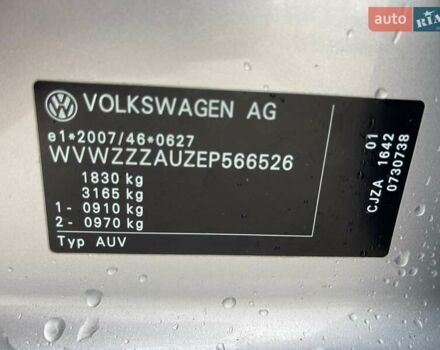 AUTO RIA
VOLKSWAGEN AG
e1*2007/46*0627
WVWZZZAUZEP566526
1830 kg
3165 kg
1- 0910 kg
2- 0970 kg
Typ AUV
01
CJZA 1642
0730738